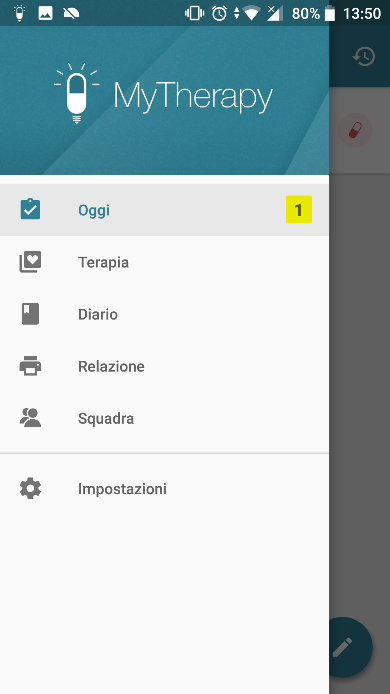 80% 13:50
MyTherapy
Oggi 1
Terapia
Diario
Relazione
Squadra
Impostazioni